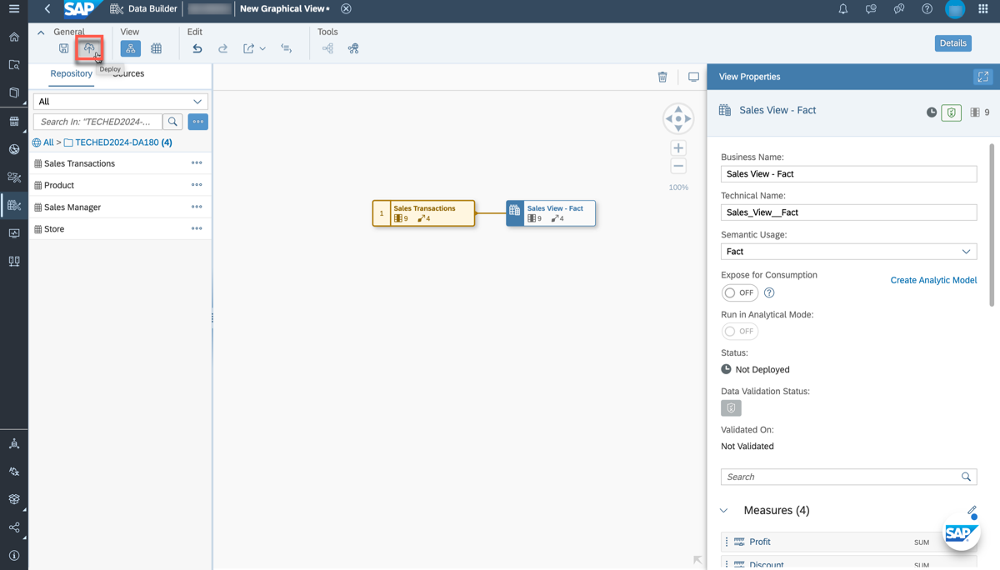 SAP
Data Builder
New Graphical View*
General
View
Edit
Tools
Details
Deploy
Repository
Sources
All
Search In: "TECHED2024-...
All > TECHED2024-DA180 (4)
Sales Transactions
Product
Sales Manager
Store
1
Sales Transactions
9
4
Sales View - Fact
9
4
100%
View Properties
Sales View - Fact
9
Business Name:
Sales View - Fact
Technical Name:
Sales_View__Fact
Semantic Usage:
Fact
Expose for Consumption
Create Analytic Model
OFF
Run in Analytical Mode:
OFF
Status:
Not Deployed
Data Validation Status:
Validated On:
Not Validated
Search
Measures (4)
Profit
SUM
SAP
Discount
SUM